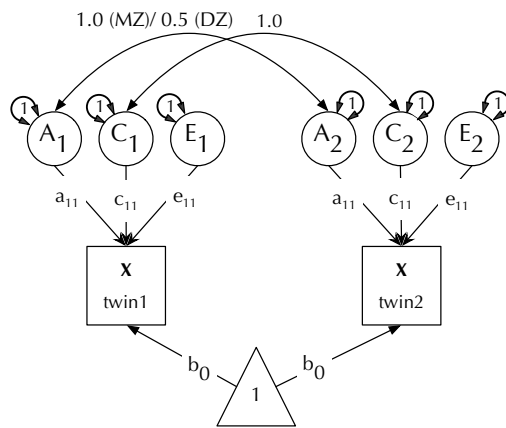 1.0 (MZ)/ 0.5 (DZ) 1.0
1 1 1 1 1 1
A1 C1 E1 A2 C2 E2
a11 c11 e11 a11 c11 e11
x x
twin1 twin2
b0 b0
1